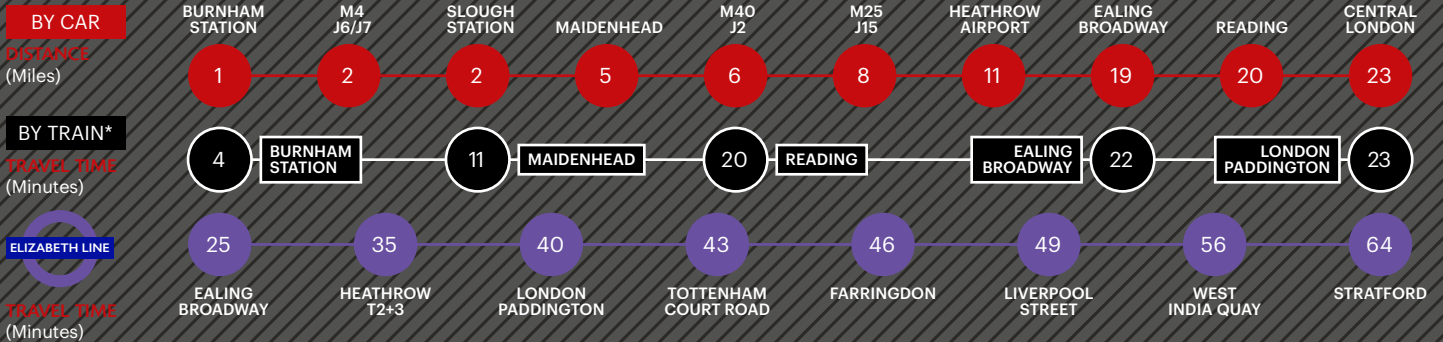 BY CAR
DISTANCE
(Miles)
BURNHAM
STATION
M4
J6/J7
SLOUGH
STATION
MAIDENHEAD
M40
J2
M25
J15
HEATHROW
AIRPORT
EALING
BROADWAY
READING
CENTRAL
LONDON
1
2
2
5
6
8
11
19
20
23
BY TRAIN*
TRAVEL TIME
(Minutes)
4
BURNHAM
STATION
11
MAIDENHEAD
20
READING
EALING
BROADWAY
22
LONDON
PADDINGTON
23
ELIZABETH LINE
TRAVEL TIME
(Minutes)
25
35
40
43
46
49
56
64
EALING
BROADWAY
HEATHROW
T2+3
LONDON
PADDINGTON
TOTTENHAM
COURT ROAD
FARRINGDON
LIVERPOOL
STREET
WEST
INDIA QUAY
STRATFORD